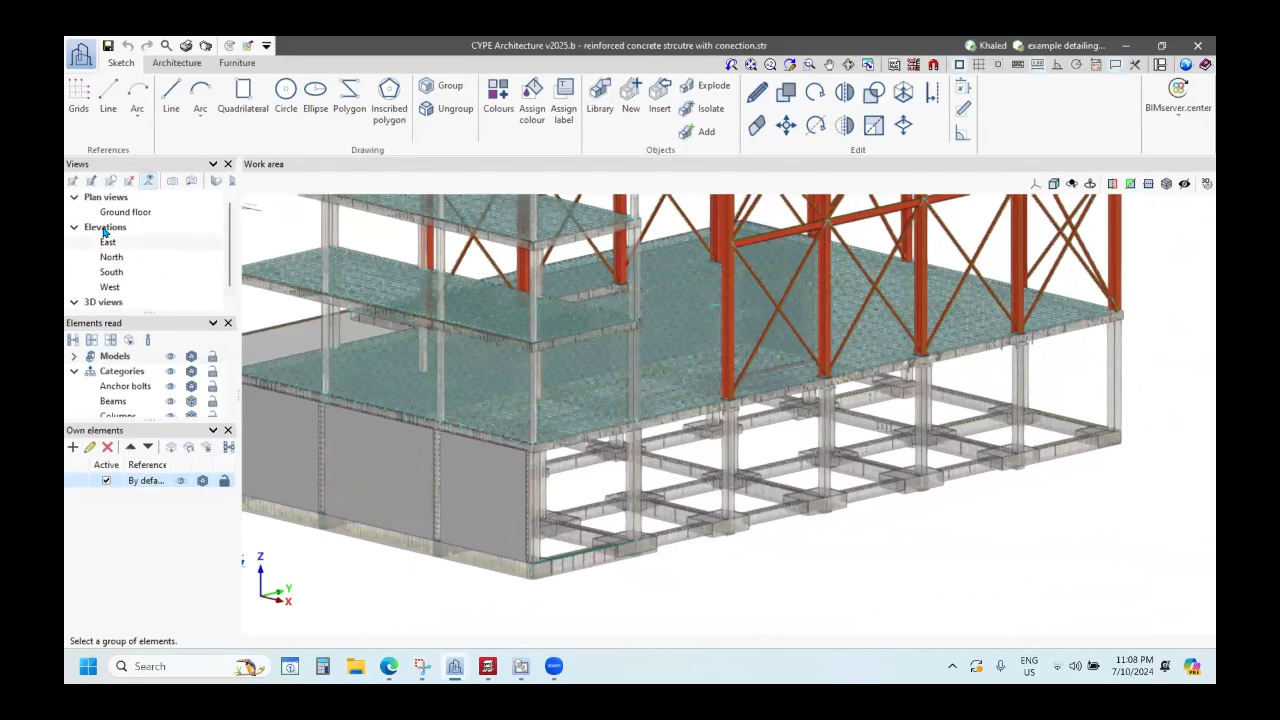 CYPE Architecture v2025.b - reinforced concrete strcutre with conection.str
Khaled
example detailing...
Sketch
Architecture
Furniture
Grids
Line
Arc
Line
Arc
Quadrilateral
Circle
Ellipse
Polygon
Inscribed
polygon
Group
Ungroup
Colours
Assign
colour
Assign
label
Library
New
Insert
Explode
Isolate
Add
BIMserver.center
References
Drawing
Objects
Edit
Views
Work area
Plan views
Ground floor
Elevations
East
North
South
West
3D views
Elements read
Models
Categories
Anchor bolts
Beams
Columns
Own elements
Active
Reference
By defa...
Z
Y
X
Select a group of elements.
Search
zoom
ENG
US
11:08 PM
7/10/2024